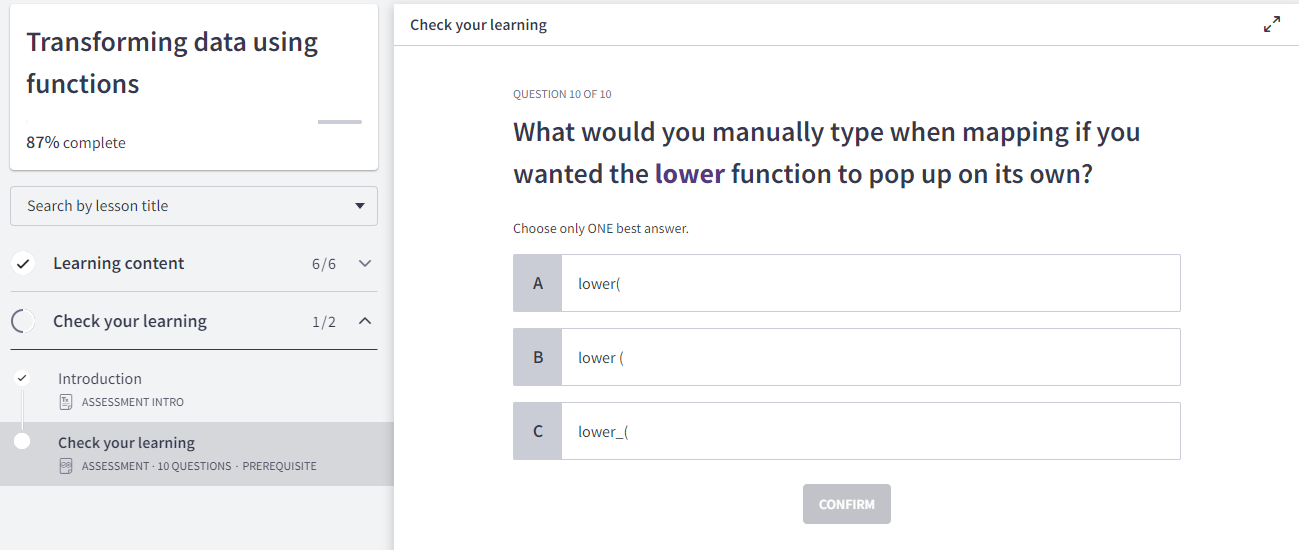 Transforming data using
functions
87% complete
Search by lesson title
Learning content 6/6
Check your learning 1/2
Introduction
ASSESSMENT INTRO
Check your learning
ASSESSMENT · 10 QUESTIONS · PREREQUISITE
Check your learning
QUESTION 10 OF 10
What would you manually type when mapping if you
wanted the lower function to pop up on its own?
Choose only ONE best answer.
A lower(
B lower (
C lower_(
CONFIRM